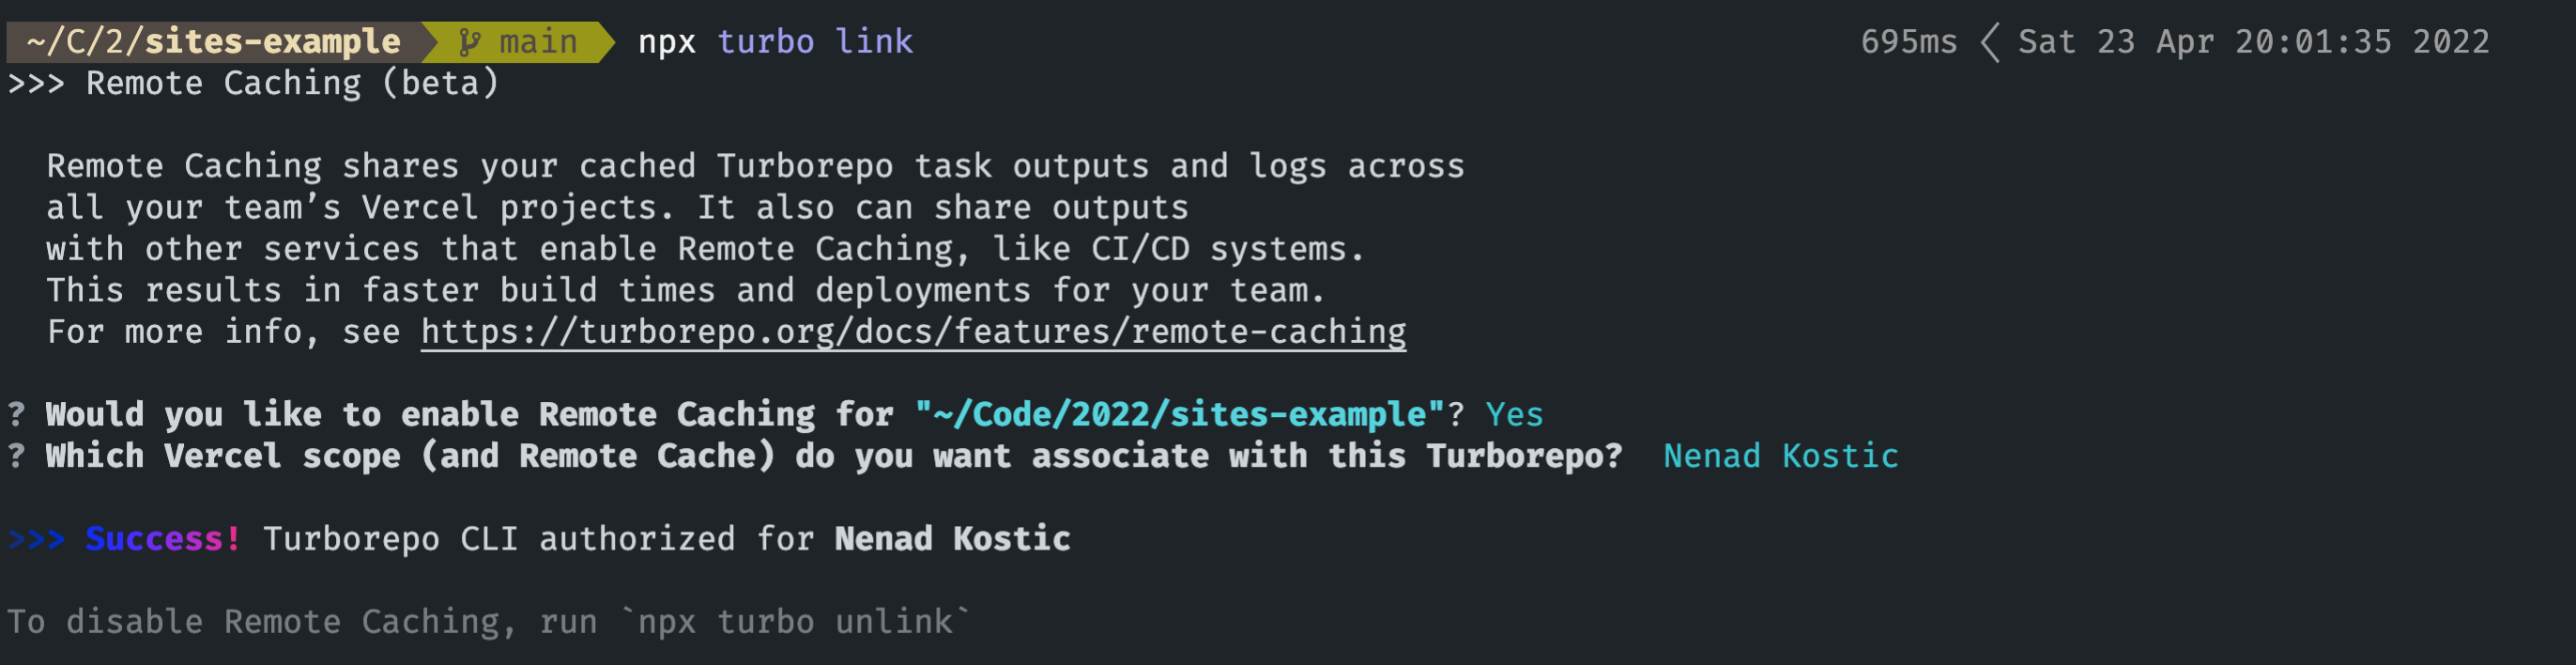 ~/C/2/sites-example main npx turbo link 695ms Sat 23 Apr 20:01:35 2022
>>> Remote Caching (beta)
Remote Caching shares your cached Turborepo task outputs and logs across
all your team’s Vercel projects. It also can share outputs
with other services that enable Remote Caching, like CI/CD systems.
This results in faster build times and deployments for your team.
For more info, see https://turborepo.org/docs/features/remote-caching
? Would you like to enable Remote Caching for "~/Code/2022/sites-example"? Yes
? Which Vercel scope (and Remote Cache) do you want associate with this Turborepo?  Nenad Kostic
>>> Success! Turborepo CLI authorized for Nenad Kostic
To disable Remote Caching, run `npx turbo unlink`